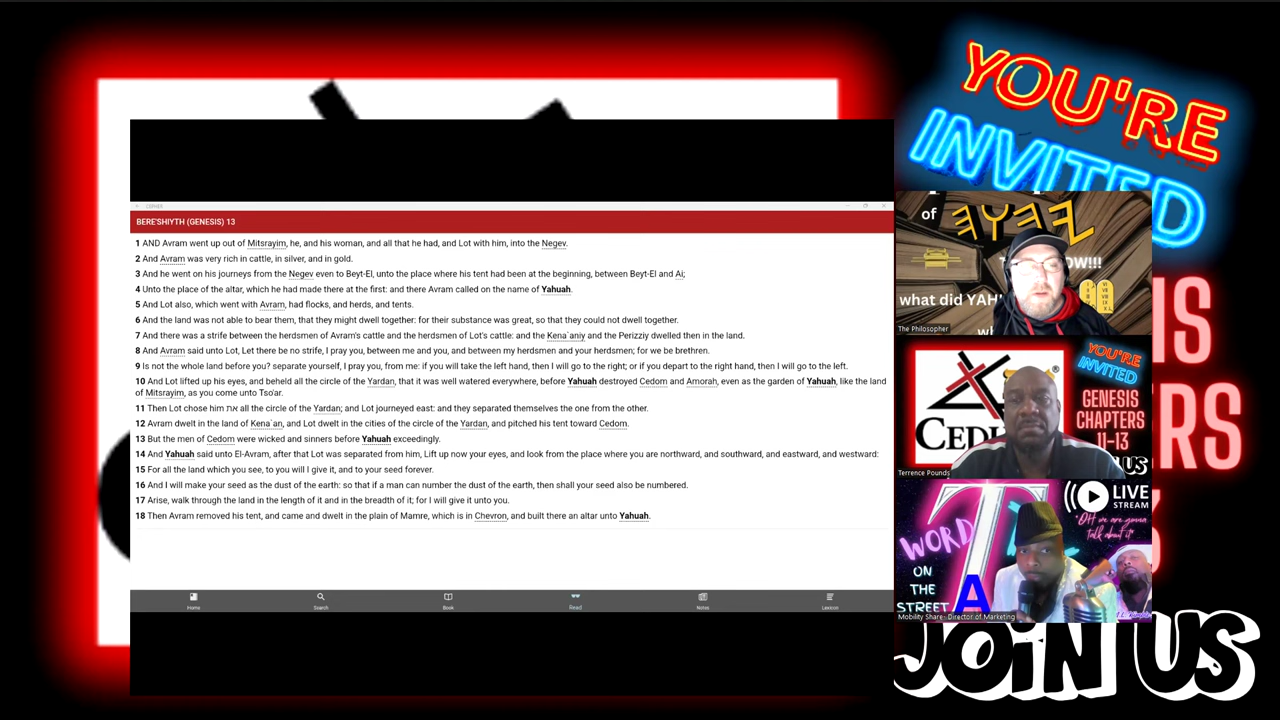 YOU'RE
INVITED
CEPHER
BERE'SHIYTH (GENESIS) 13
1 AND Avram went up out of Mitsrayim, he, and his woman, and all that he had, and Lot with him, into the Negev.
2 And Avram was very rich in cattle, in silver, and in gold.
3 And he went on his journeys from the Negev even to Beyt-El, unto the place where his tent had been at the beginning, between Beyt-El and Ai;
4 Unto the place of the altar, which he had made there at the first: and there Avram called on the name of Yahuah.
5 And Lot also, which went with Avram, had flocks, and herds, and tents.
6 And the land was not able to bear them, that they might dwell together: for their substance was great, so that they could not dwell together.
7 And there was a strife between the herdsmen of Avram's cattle and the herdsmen of Lot's cattle: and the Kena`aniy and the Perizziy dwelled then in the land.
8 And Avram said unto Lot, Let there be no strife, I pray you, between me and you, and between my herdsmen and your herdsmen; for we be brethren.
9 Is not the whole land before you? separate yourself, I pray you, from me: if you will take the left hand, then I will go to the right; or if you depart to the right hand, then I will go to the left.
10 And Lot lifted up his eyes, and beheld all the circle of the Yardan, that it was well watered everywhere, before Yahuah destroyed Cedom and Amorah, even as the garden of Yahuah, like the land
of Mitsrayim, as you come unto Tso'ar.
11 Then Lot chose him את all the circle of the Yardan; and Lot journeyed east: and they separated themselves the one from the other.
12 Avram dwelt in the land of Kena`an, and Lot dwelt in the cities of the circle of the Yardan, and pitched his tent toward Cedom.
13 But the men of Cedom were wicked and sinners before Yahuah exceedingly.
14 And Yahuah said unto El-Avram, after that Lot was separated from him, Lift up now your eyes, and look from the place where you are northward, and southward, and eastward, and westward:
15 For all the land which you see, to you will I give it, and to your seed forever.
16 And I will make your seed as the dust of the earth: so that if a man can number the dust of the earth, then shall your seed also be numbered.
17 Arise, walk through the land in the length of it and in the breadth of it; for I will give it unto you.
18 Then Avram removed his tent, and came and dwelt in the plain of Mamre, which is in Chevron, and built there an altar unto Yahuah.
Home
Search
Book
Read
Notes
Lexicon
of
what did YAH
The Philosopher
YOU'RE
INVITED
GENESIS
CHAPTERS
11-13
US
Terrence Pounds
LIVE
STREAM
"OH we are gonna
talk about it"
WORD
ON
THE
STREET
T
A
Mobility Share- Director of Marketing
IS
ERS
JOiN US